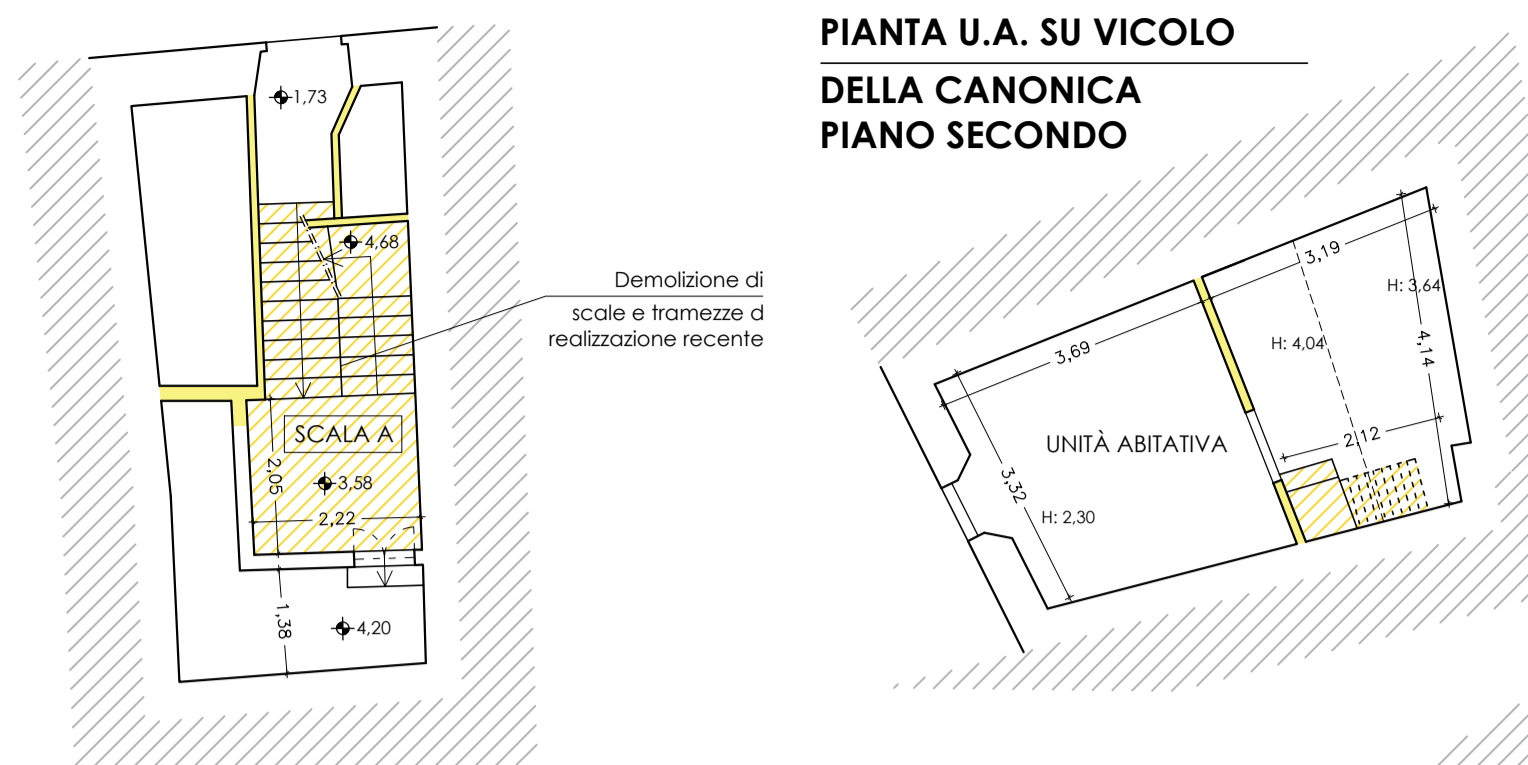 PIANTA U.A. SU VICOLO
DELLA CANONICA
PIANO SECONDO
1,73
4,68
Demolizione di
scale e tramezze d
realizzazione recente
SCALA A
2,05
3,58
2,22
1,38
4,20
3,19
H: 3,64
H: 4,04
4,14
3,69
2,12
UNITÀ ABITATIVA
3,32
H: 2,30